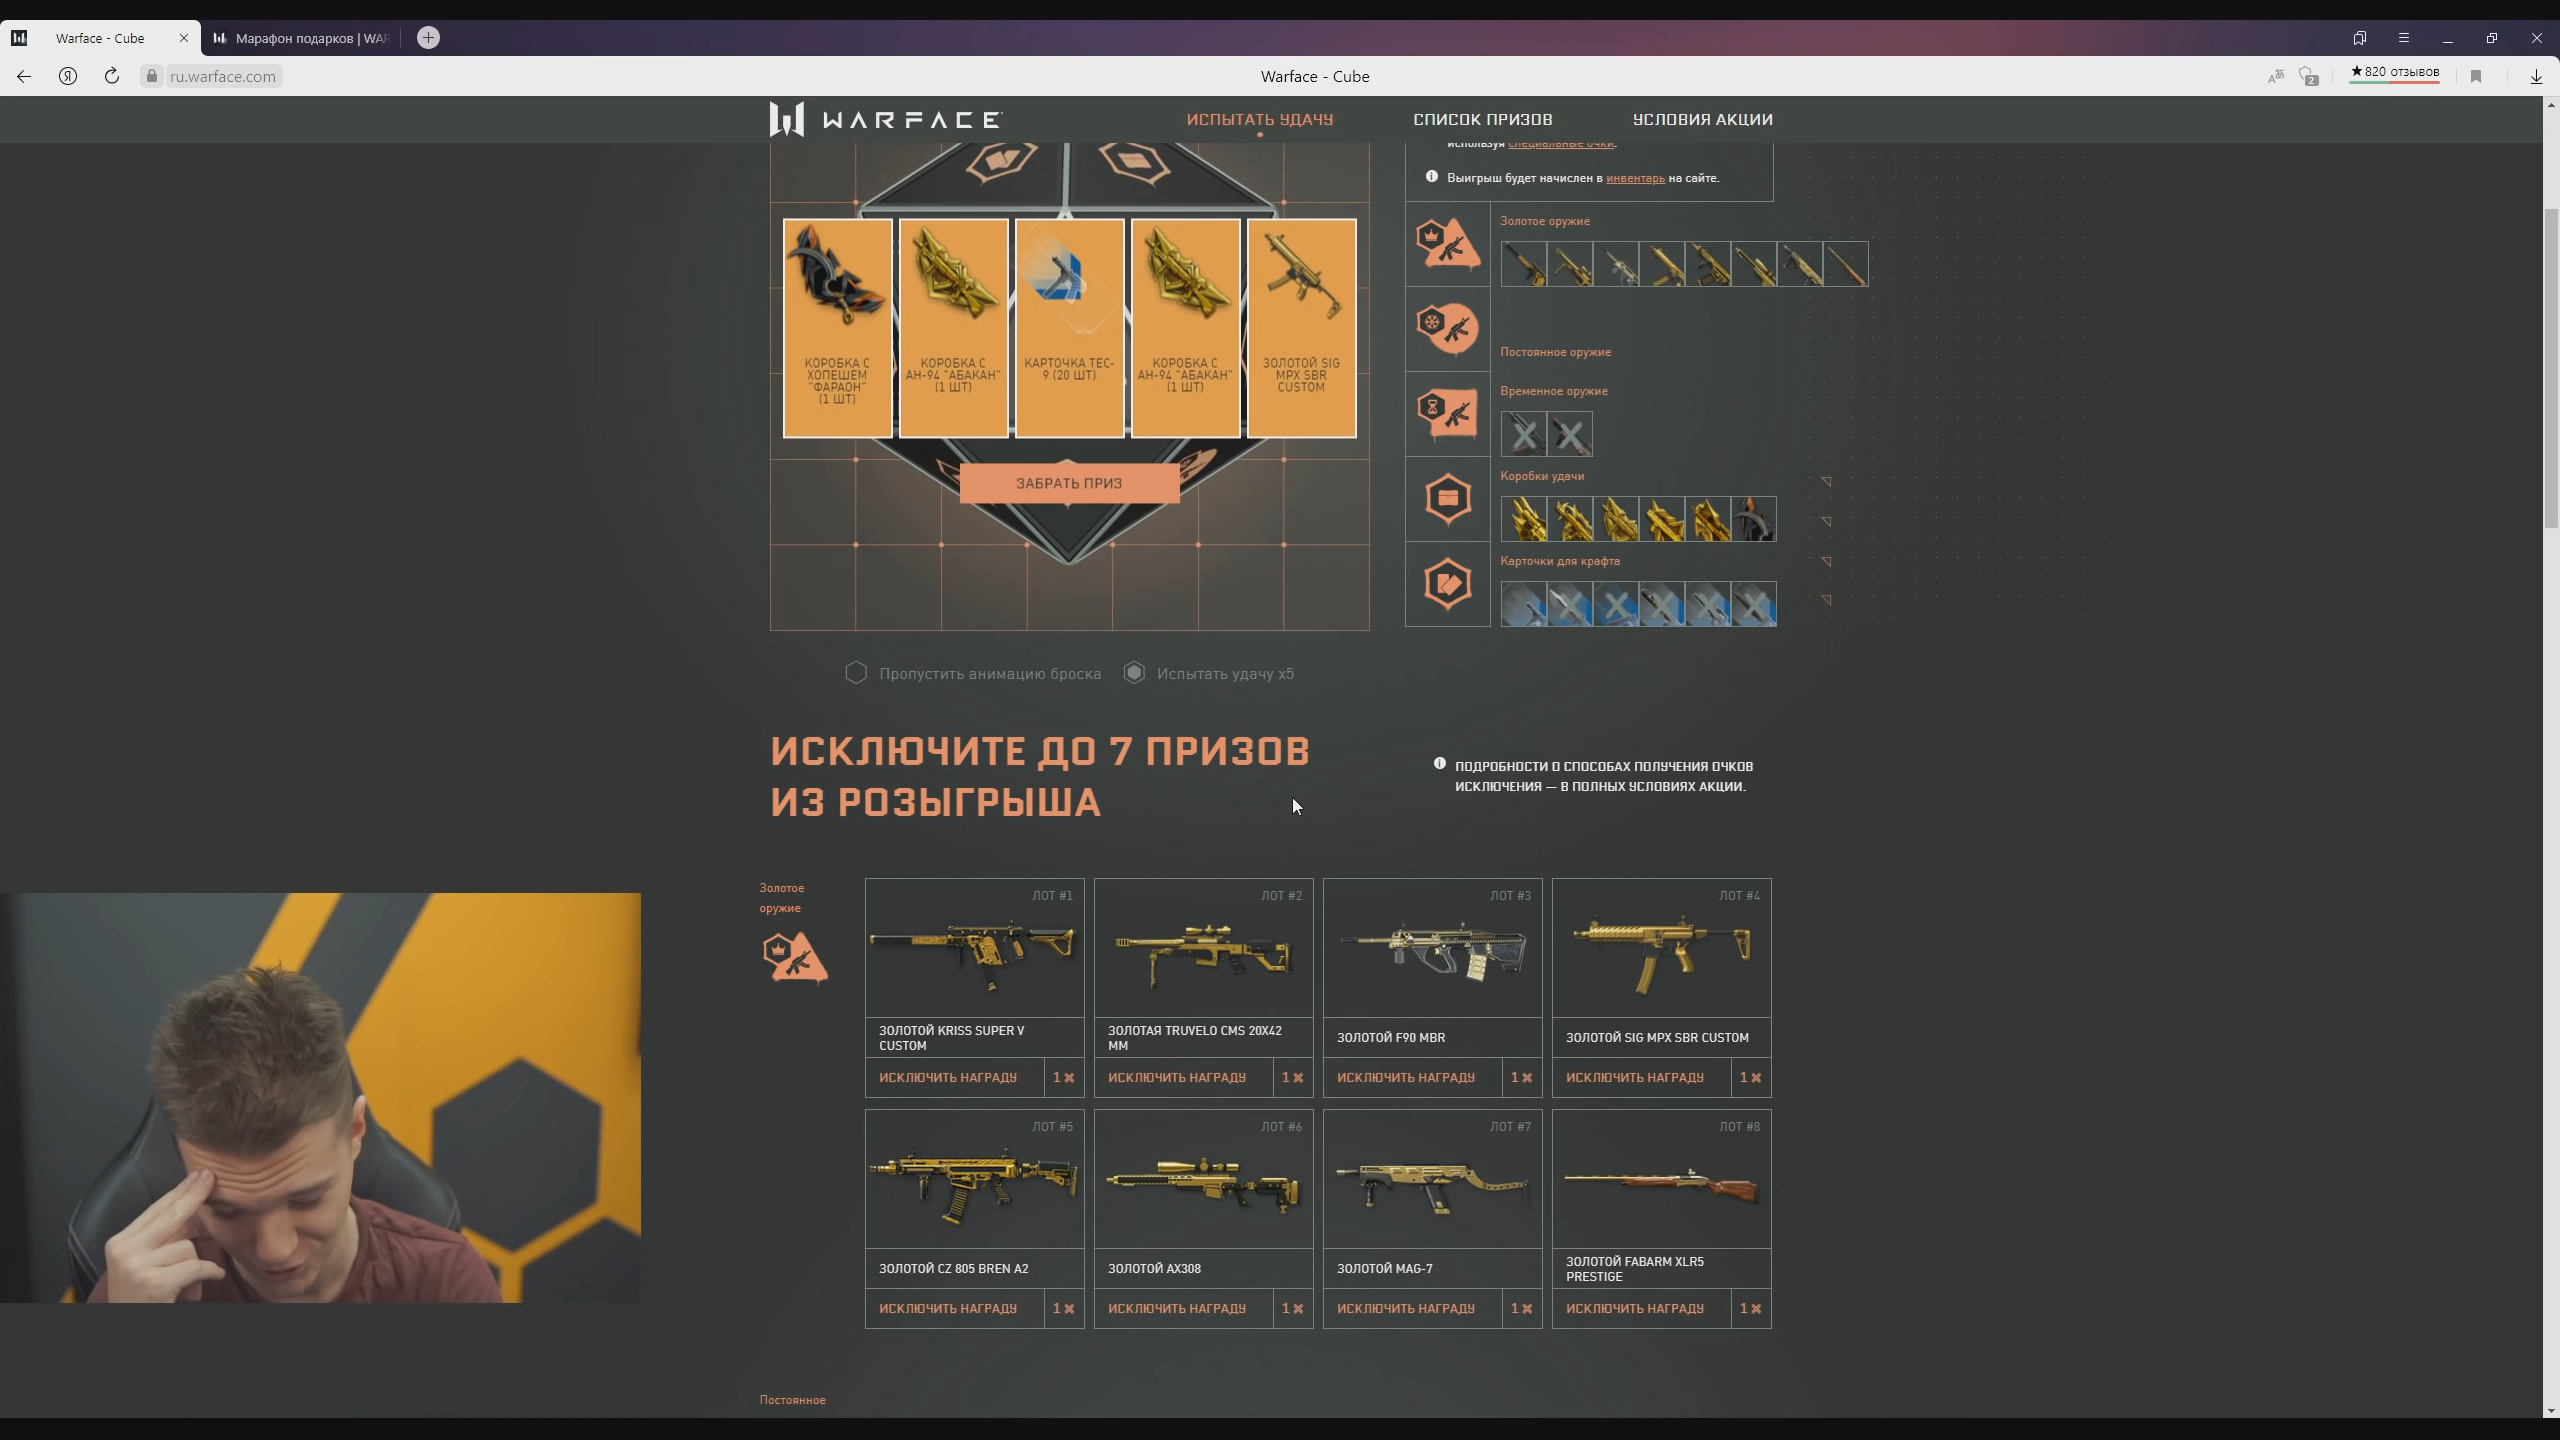 Warface - Cube
Марафон подарков | WAR
ru.warface.com
Warface - Cube
★820 отзывов
2
WARFACE
ИСПЫТАТЬ УДАЧУ
СПИСОК ПРИЗОВ
УСЛОВИЯ АКЦИИ
используя специальные очки.
Выигрыш будет начислен в инвентарь на сайте.
КОРОБКА С
ХОПЕШЕМ
"ФАРАОН"
(1 ШТ)
КОРОБКА С
АН-94 "АБАКАН"
(1 ШТ)
КАРТОЧКА TEC-
9 (20 ШТ)
КОРОБКА С
АН-94 "АБАКАН"
(1 ШТ)
ЗОЛОТОЙ SIG
MPX SBR
CUSTOM
ЗАБРАТЬ ПРИЗ
Золотое оружие
Постоянное оружие
Временное оружие
Коробки удачи
Карточки для крафта
Пропустить анимацию броска
Испытать удачу x5
ИСКЛЮЧИТЕ ДО 7 ПРИЗОВ
ИЗ РОЗЫГРЫША
ПОДРОБНОСТИ О СПОСОБАХ ПОЛУЧЕНИЯ ОЧКОВ
ИСКЛЮЧЕНИЯ — В ПОЛНЫХ УСЛОВИЯХ АКЦИИ.
Золотое
оружие
ЛОТ #1
ЗОЛОТОЙ KRISS SUPER V
CUSTOM
ИСКЛЮЧИТЬ НАГРАДУ
1
ЛОТ #2
ЗОЛОТАЯ TRUVELO CMS 20X42
ММ
ИСКЛЮЧИТЬ НАГРАДУ
1
ЛОТ #3
ЗОЛОТОЙ F90 MBR
ИСКЛЮЧИТЬ НАГРАДУ
1
ЛОТ #4
ЗОЛОТОЙ SIG MPX SBR CUSTOM
ИСКЛЮЧИТЬ НАГРАДУ
1
ЛОТ #5
ЗОЛОТОЙ CZ 805 BREN A2
ИСКЛЮЧИТЬ НАГРАДУ
1
ЛОТ #6
ЗОЛОТОЙ AX308
ИСКЛЮЧИТЬ НАГРАДУ
1
ЛОТ #7
ЗОЛОТОЙ MAG-7
ИСКЛЮЧИТЬ НАГРАДУ
1
ЛОТ #8
ЗОЛОТОЙ FABARM XLR5
PRESTIGE
ИСКЛЮЧИТЬ НАГРАДУ
1
Постоянное